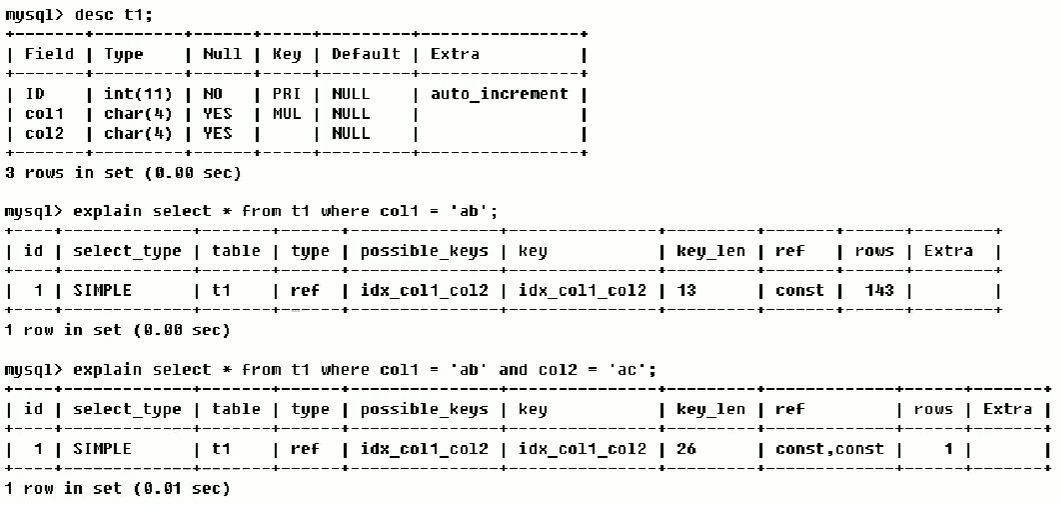 mysql> desc t1;
+-------+---------+------+-----+---------+----------------+
| Field | Type    | Null | Key | Default | Extra          |
+-------+---------+------+-----+---------+----------------+
| ID    | int(11) | NO   | PRI | NULL    | auto_increment |
| col1  | char(4) | YES  | MUL | NULL    |                |
| col2  | char(4) | YES  |     | NULL    |                |
+-------+---------+------+-----+---------+----------------+
3 rows in set (0.00 sec)
mysql> explain select * from t1 where col1 = 'ab';
+----+-------------+-------+------+---------------+---------------+---------+-------+------+-------+
| id | select_type | table | type | possible_keys | key           | key_len | ref   | rows | Extra |
+----+-------------+-------+------+---------------+---------------+---------+-------+------+-------+
|  1 | SIMPLE      | t1    | ref  | idx_col1_col2 | idx_col1_col2 | 13      | const |  143 |       |
+----+-------------+-------+------+---------------+---------------+---------+-------+------+-------+
1 row in set (0.00 sec)
mysql> explain select * from t1 where col1 = 'ab' and col2 = 'ac';
+----+-------------+-------+------+---------------+---------------+---------+-------------+------+-------+
| id | select_type | table | type | possible_keys | key           | key_len | ref         | rows | Extra |
+----+-------------+-------+------+---------------+---------------+---------+-------------+------+-------+
|  1 | SIMPLE      | t1    | ref  | idx_col1_col2 | idx_col1_col2 | 26      | const,const |    1 |       |
+----+-------------+-------+------+---------------+---------------+---------+-------------+------+-------+
1 row in set (0.01 sec)